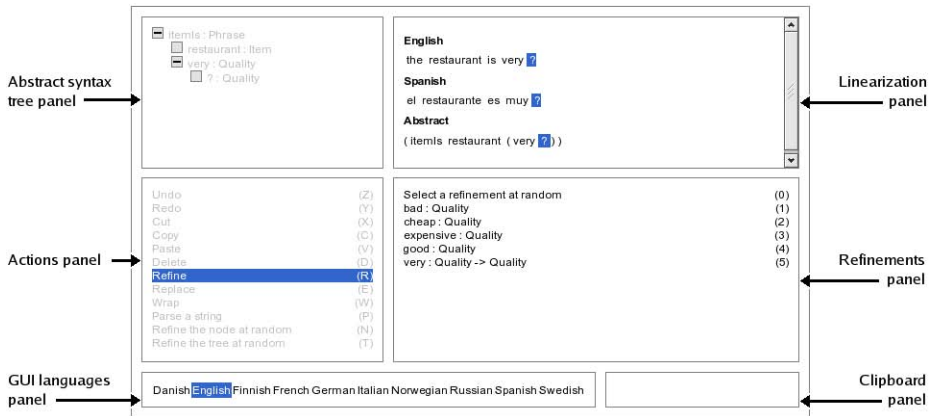 Abstract syntax
tree panel
itemIs : Phrase
restaurant : Item
very : Quality
? : Quality
English
the restaurant is very ?
Spanish
el restaurante es muy ?
Abstract
( itemIs restaurant ( very ? ) )
Linearization
panel
Actions panel
Undo (Z)
Redo (Y)
Cut (X)
Copy (C)
Paste (V)
Delete (D)
Refine (R)
Replace (E)
Wrap (W)
Parse a string (P)
Refine the node at random (N)
Refine the tree at random (T)
Select a refinement at random (0)
bad : Quality (1)
cheap : Quality (2)
expensive : Quality (3)
good : Quality (4)
very : Quality -> Quality (5)
Refinements
panel
GUI languages
panel
Danish English Finnish French German Italian Norwegian Russian Spanish Swedish
Clipboard
panel